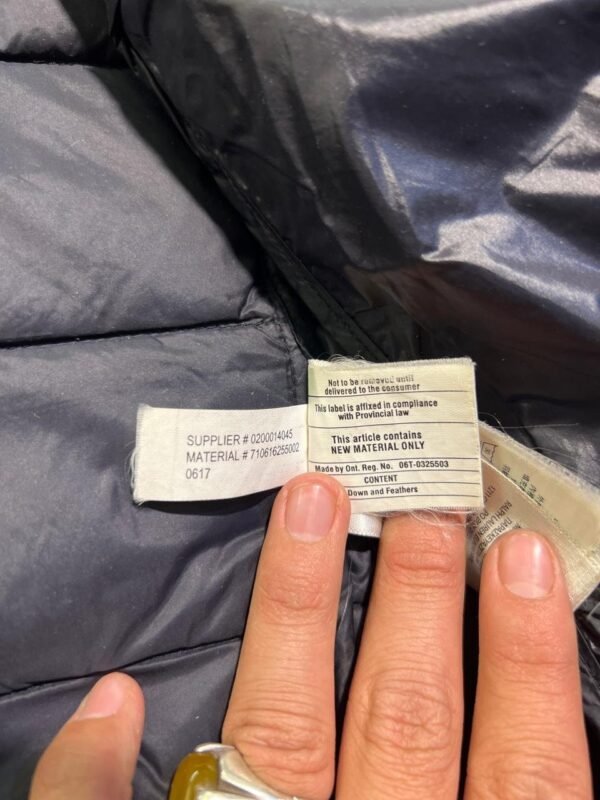 SUPPLIER # 0200014045
MATERIAL # 710616255002
0617
Not to be removed until
delivered to the consumer
This label is affixed in compliance
with Provincial law
This article contains
NEW MATERIAL ONLY
Made by Ont. Reg. No. 06T-0325503
CONTENT
Down and Feathers
RALPH LAUREN